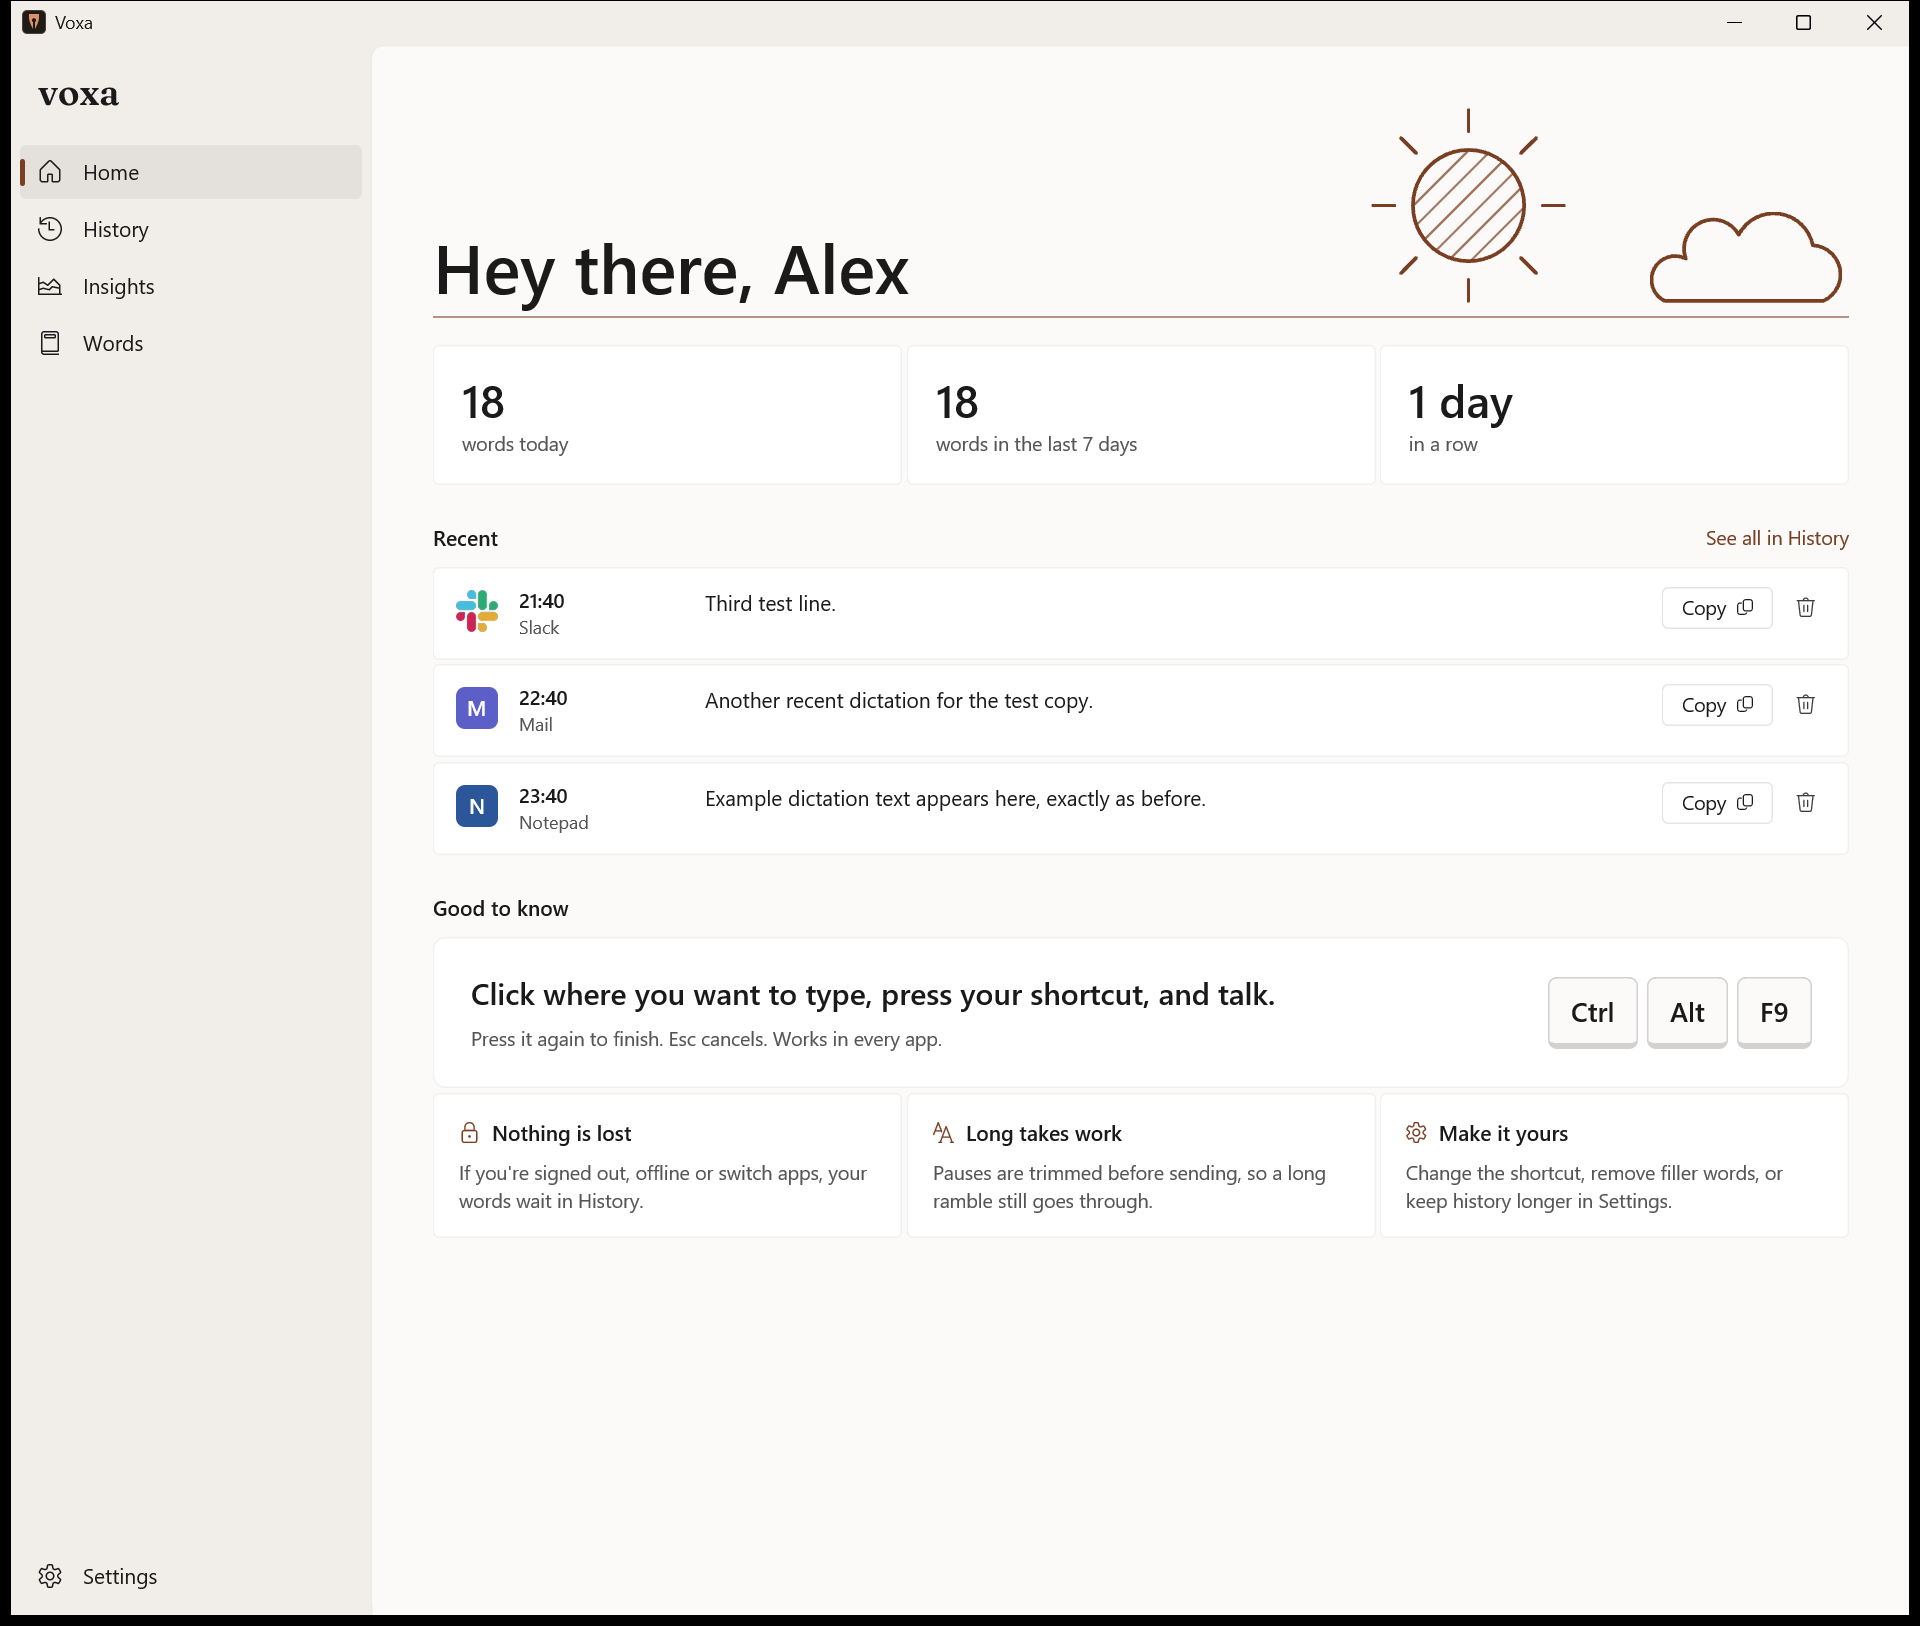 Voxa
voxa
Home
History
Insights
Words
Settings
Hey there, Alex
18
words today
18
words in the last 7 days
1 day
in a row
Recent
See all in History
21:40
Slack
Third test line.
Copy
M
22:40
Mail
Another recent dictation for the test copy.
Copy
N
23:40
Notepad
Example dictation text appears here, exactly as before.
Copy
Good to know
Click where you want to type, press your shortcut, and talk.
Press it again to finish. Esc cancels. Works in every app.
Ctrl
Alt
F9
Nothing is lost
If you're signed out, offline or switch apps, your
words wait in History.
Long takes work
Pauses are trimmed before sending, so a long
ramble still goes through.
Make it yours
Change the shortcut, remove filler words, or
keep history longer in Settings.